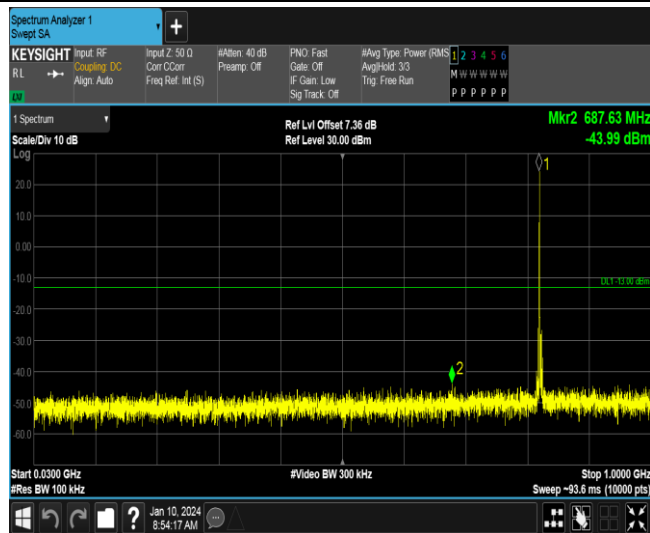 Spectrum Analyzer 1
Swept SA
+
KEYSIGHT
RL
Input: RF
Coupling: DC
Align: Auto
Input Z: 50 Ω
Corr CCorr
Freq Ref: Int (S)
#Atten: 40 dB
Preamp: Off
PNO: Fast
Gate: Off
IF Gain: Low
Sig Track: Off
#Avg Type: Power (RMS
Avg|Hold: 3/3
Trig: Free Run
1 2 3 4 5 6
M W W W W W
P P P P P P
1 Spectrum
Scale/Div 10 dB
Ref Lvl Offset 7.36 dB
Ref Level 30.00 dBm
Mkr2 687.63 MHz
-43.99 dBm
Log
1
20.0
10.0
0.00
-10.0
DL1 -13.00 dBm
-20.0
-30.0
-40.0
2
-50.0
-60.0
Start 0.0300 GHz
#Video BW 300 kHz
Stop 1.0000 GHz
#Res BW 100 kHz
Sweep ~93.6 ms (10000 pts)
?
Jan 10, 2024
8:54:17 AM